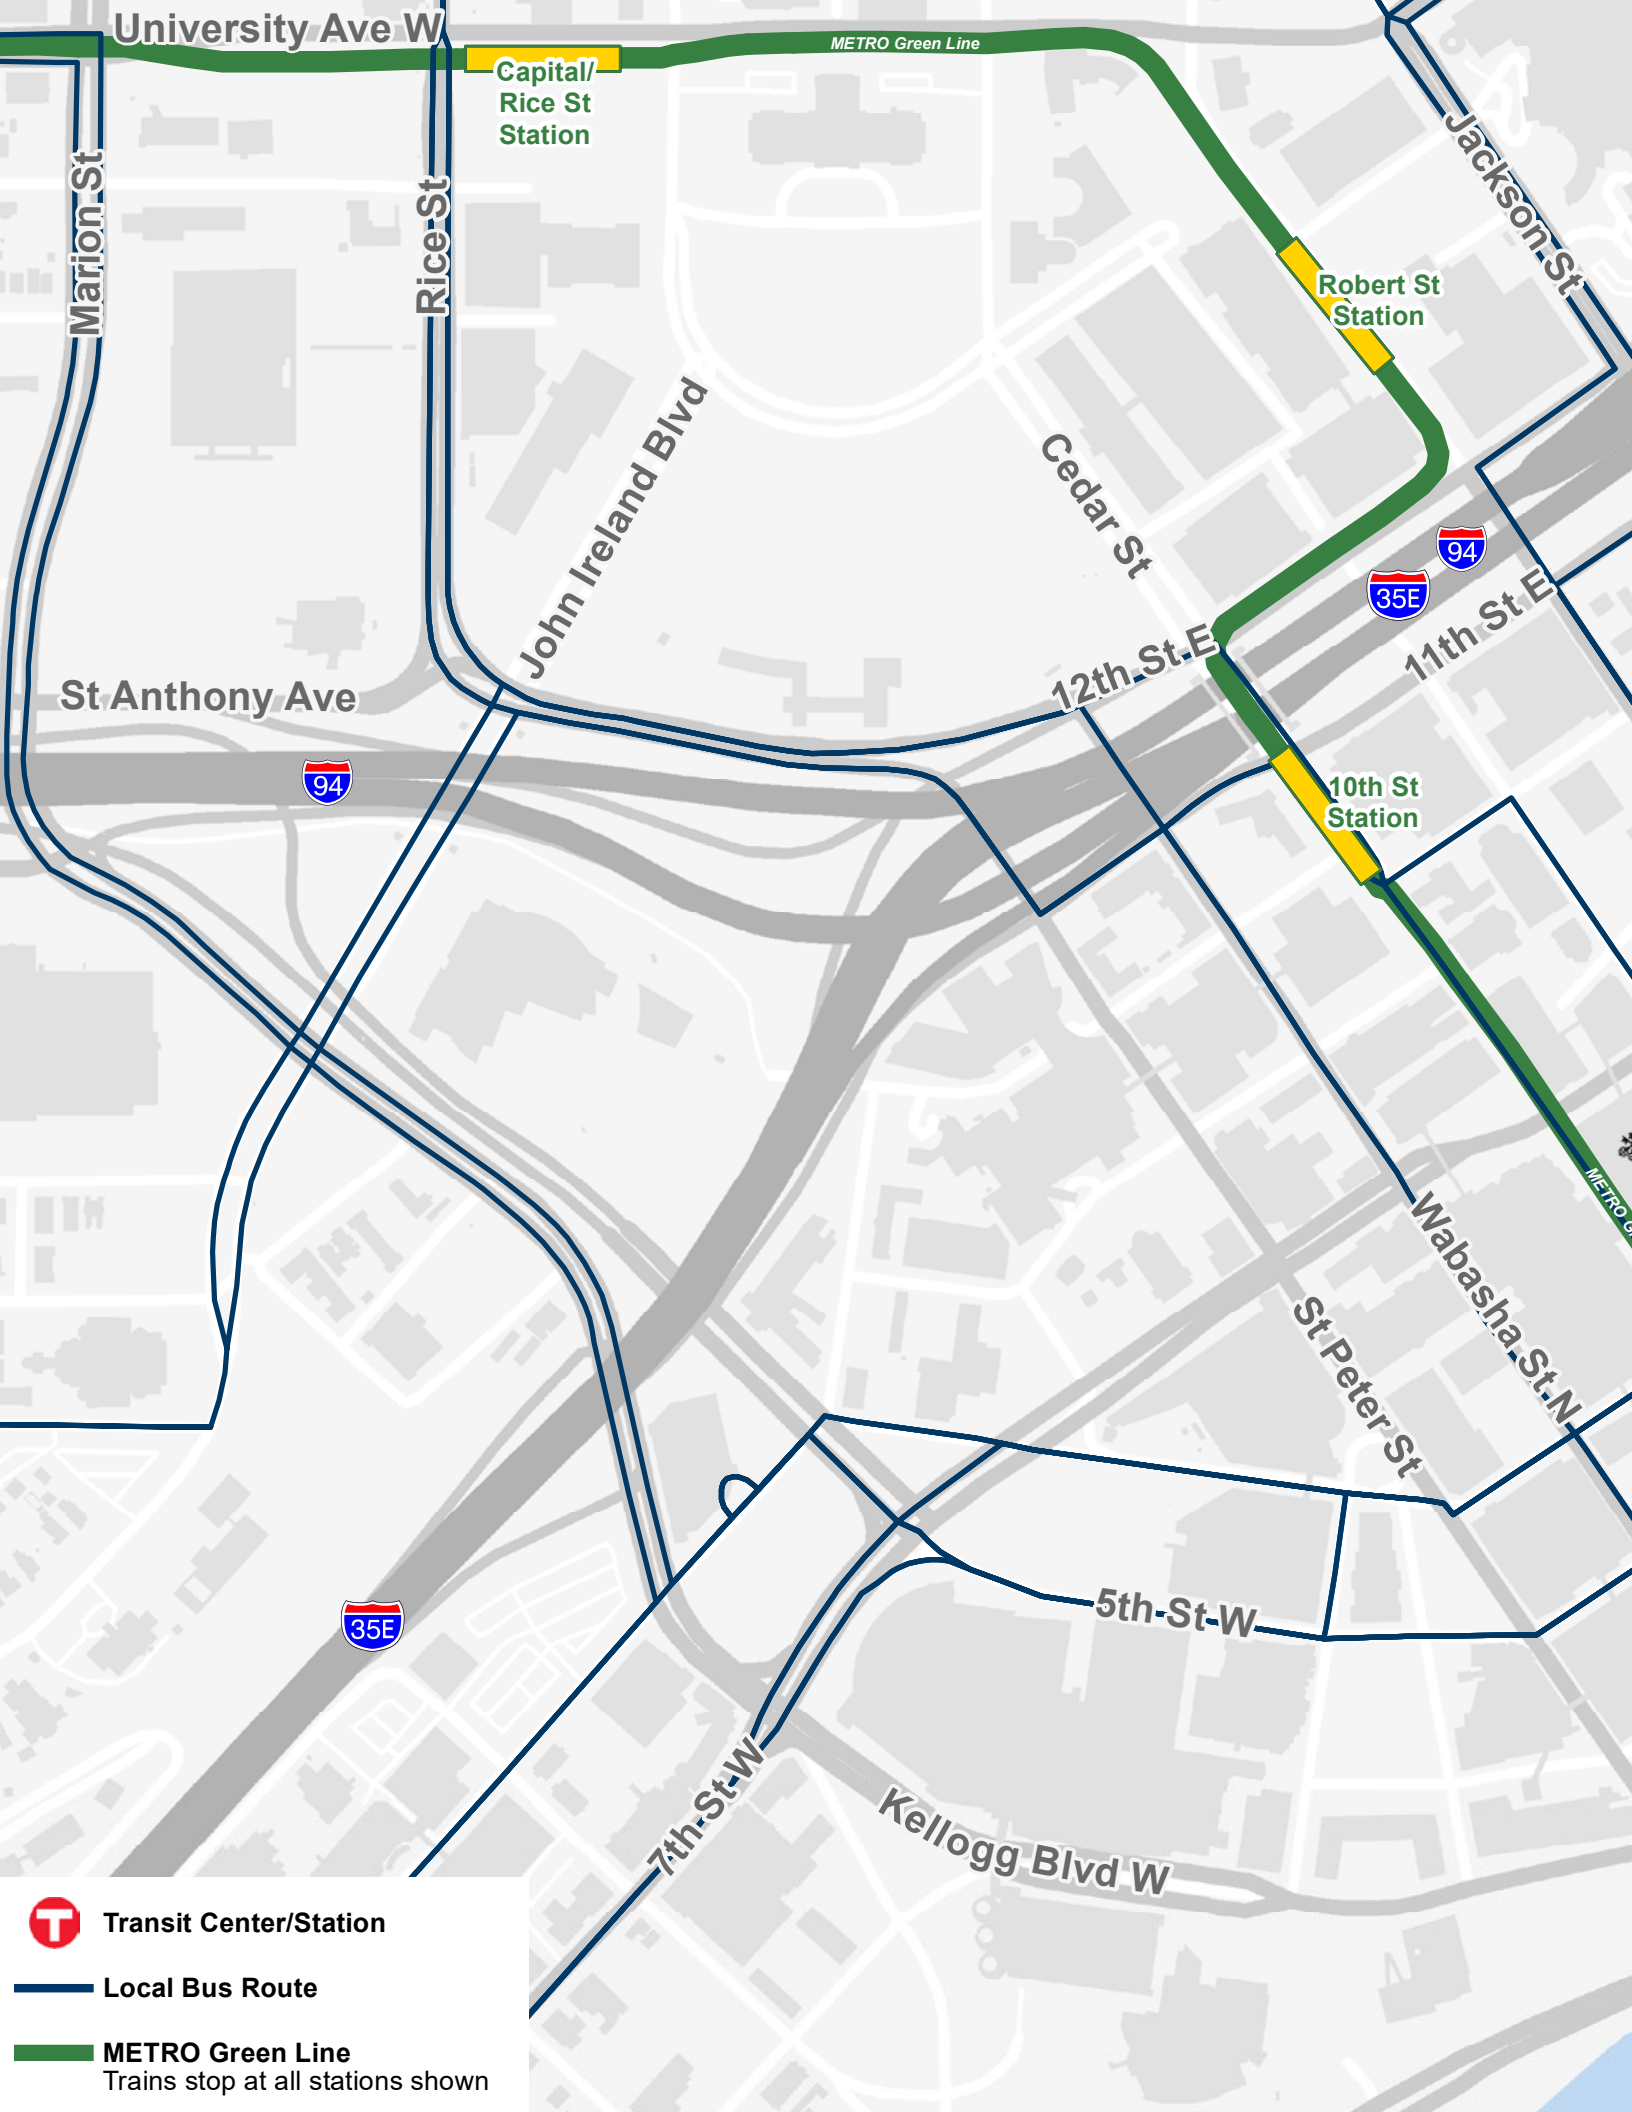 University Ave W
METRO Green Line
Capital/
Rice St
Station
Marion St
Rice St
Jackson St
Robert St
Station
John Ireland Blvd
Cedar St
94
35E
11th St E
12th St E
St Anthony Ave
94
10th St
Station
METRO G
Wabasha St N
St Peter St
5th St W
35E
7th St W
Kellogg Blvd W
T
Transit Center/Station
Local Bus Route
METRO Green Line
Trains stop at all stations shown